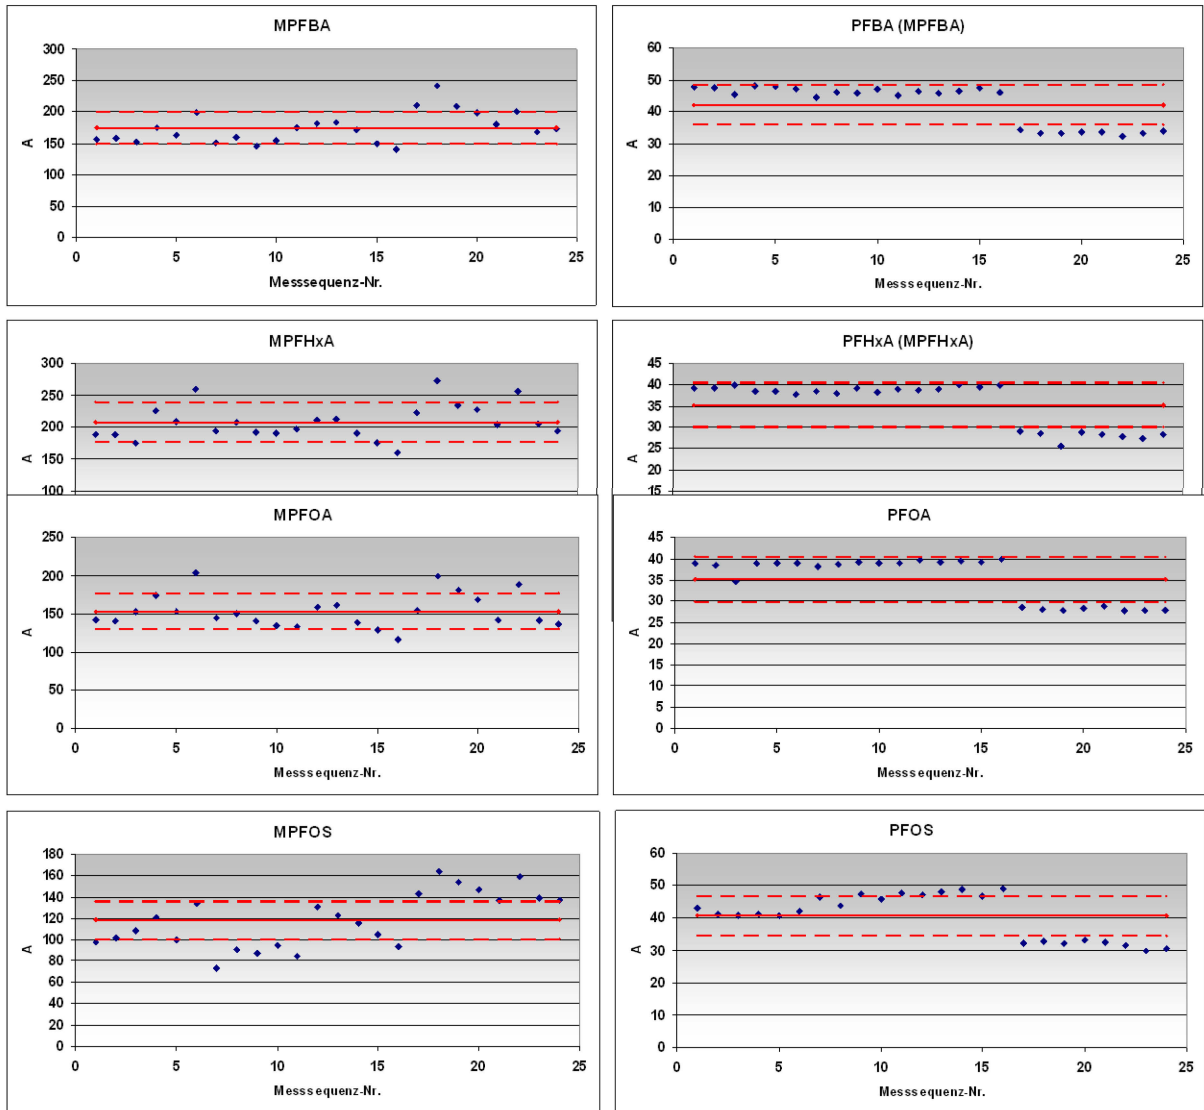 MPFBA
300
250
200
150
100
50
0
A
0 5 10 15 20 25
Messsequenz-Nr.
PFBA (MPFBA)
60
50
40
30
20
10
0
A
0 5 10 15 20 25
Messsequenz-Nr.
MPFHxA
300
250
200
150
100
A
PFHxA (MPFHxA)
45
40
35
30
25
20
15
A
MPFOA
250
200
150
100
50
0
A
0 5 10 15 20 25
Messsequenz-Nr.
PFOA
45
40
35
30
25
20
15
10
5
0
A
0 5 10 15 20 25
Messsequenz-Nr.
MPFOS
180
160
140
120
100
80
60
40
20
0
A
0 5 10 15 20 25
Messsequenz-Nr.
PFOS
60
50
40
30
20
10
0
A
0 5 10 15 20 25
Messsequenz-Nr.